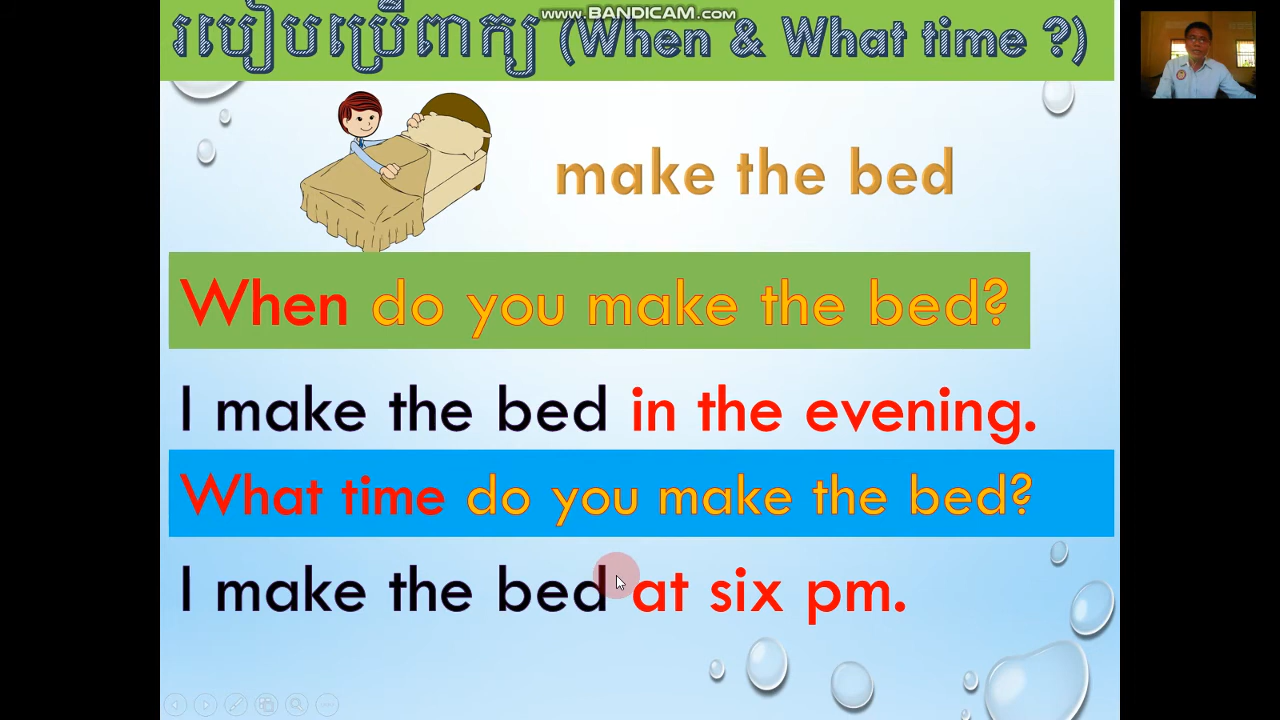 www.BANDICAM.com
របៀបប្រើពាក្យ (When & What time ?)
make the bed
When do you make the bed?
I make the bed in the evening.
What time do you make the bed?
I make the bed at six pm.